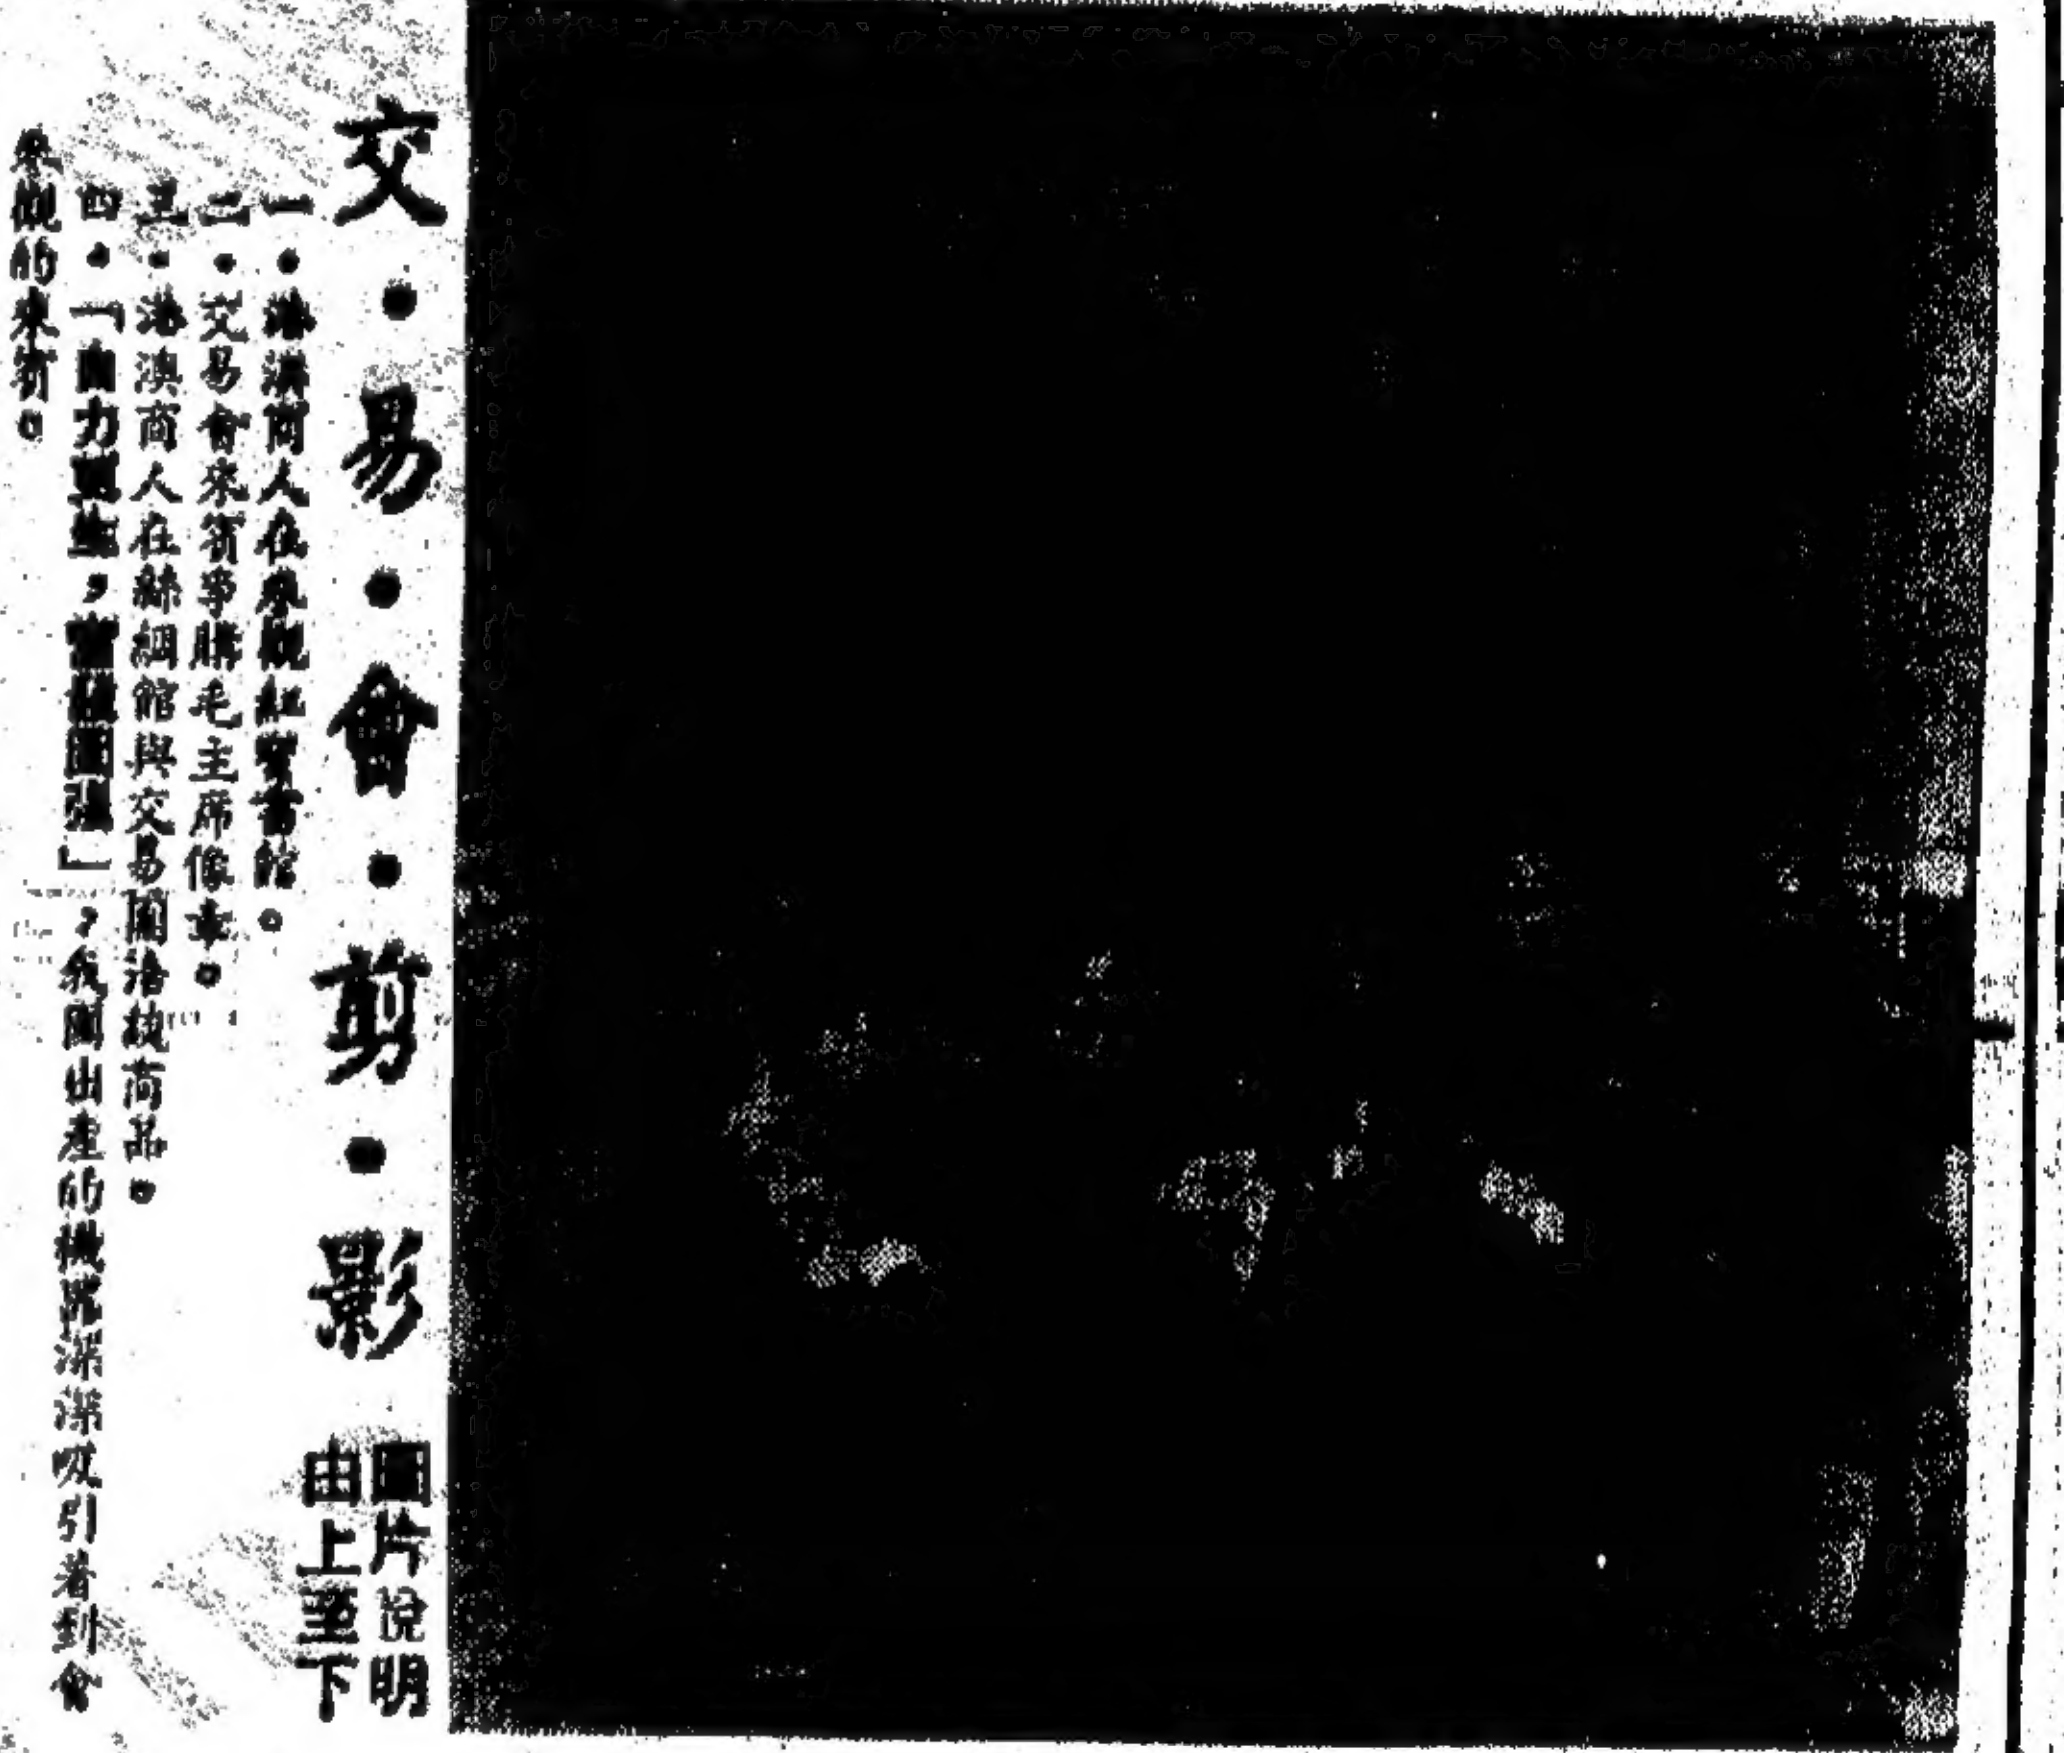 交・易・會・剪・影
圖片說明
由上至下
一・港澳商人在參觀紅寶書館。
二・交易會來賓爭購毛主席像章。
三・港澳商人在絲綢館與交易團洽談商品。
四・「自力更生，奮發圖強」，我國出產的機器深深吸引着到會
參觀的來賓。